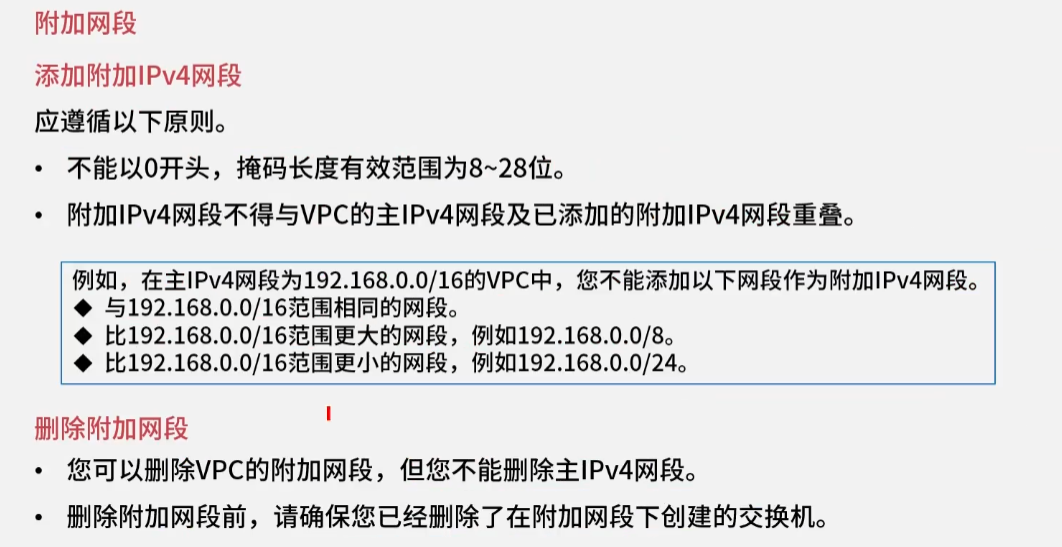 附加网段
添加附加IPv4网段
应遵循以下原则。
• 不能以0开头，掩码长度有效范围为8~28位。
• 附加IPv4网段不得与VPC的主IPv4网段及已添加的附加IPv4网段重叠。
例如，在主IPv4网段为192.168.0.0/16的VPC中，您不能添加以下网段作为附加IPv4网段。
◆ 与192.168.0.0/16范围相同的网段。
◆ 比192.168.0.0/16范围更大的网段，例如192.168.0.0/8。
◆ 比192.168.0.0/16范围更小的网段，例如192.168.0.0/24。
删除附加网段
• 您可以删除VPC的附加网段，但您不能删除主IPv4网段。
• 删除附加网段前，请确保您已经删除了在附加网段下创建的交换机。